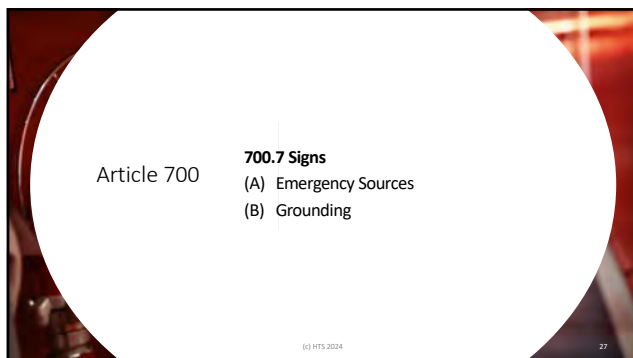 Article 700
700.7 Signs
(A) Emergency Sources
(B) Grounding
(c) HTS 2024
27